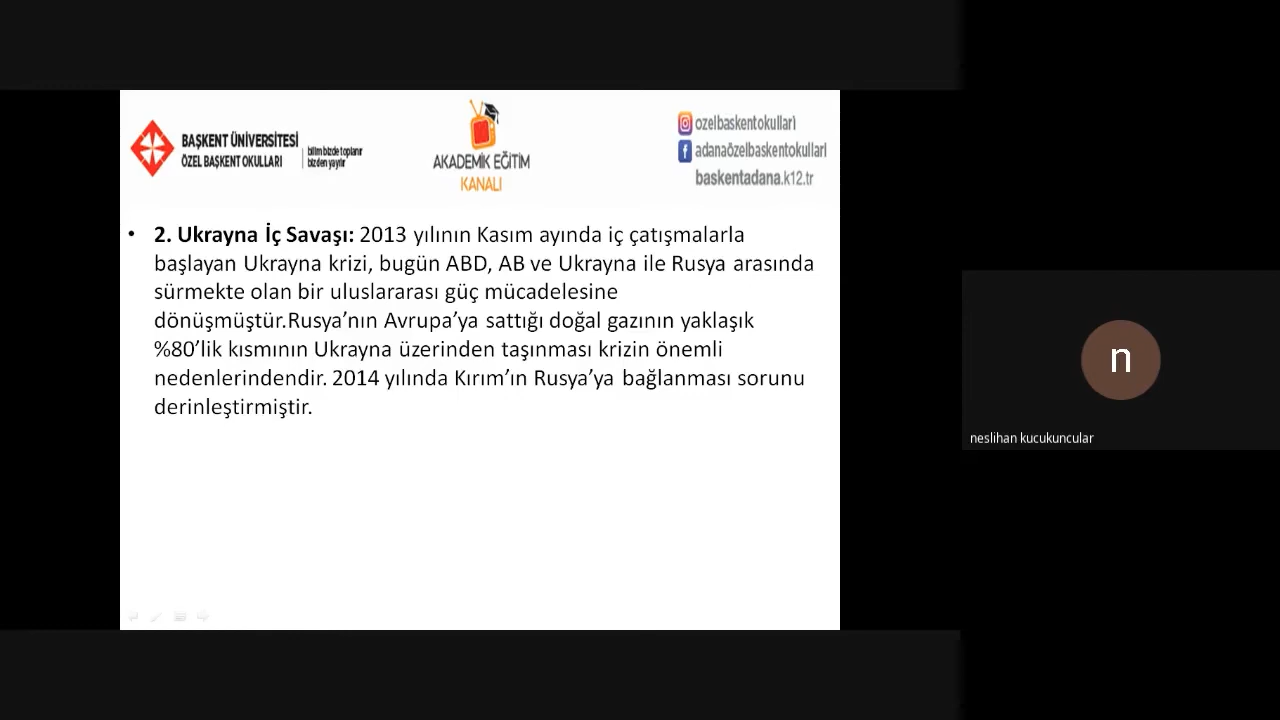 BAŞKENT ÜNİVERSİTESİ
ÖZEL BAŞKENT OKULLARI
bilim bizde toplanır
bizden yayılır
AKADEMİK EĞİTİM
KANALI
ozelbaskentokullari
adanaözelbaskentokullari
baskentadana.k12.tr
• 2. Ukrayna İç Savaşı: 2013 yılının Kasım ayında iç çatışmalarla
başlayan Ukrayna krizi, bugün ABD, AB ve Ukrayna ile Rusya arasında
sürmekte olan bir uluslararası güç mücadelesine
dönüşmüştür.Rusya’nın Avrupa’ya sattığı doğal gazının yaklaşık
%80’lik kısmının Ukrayna üzerinden taşınması krizin önemli
nedenlerindendir. 2014 yılında Kırım’ın Rusya’ya bağlanması sorunu
derinleştirmiştir.
n
neslihan kucukuncular